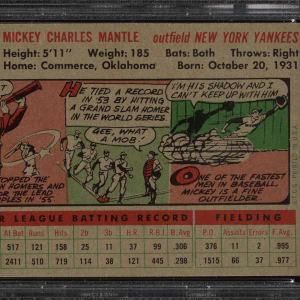 MICKEY CHARLES MANTLE outfield NEW YORK YANKEES
Height: 5'11" Weight: 185 Bats: Both Throws: Right
Home: Commerce, Oklahoma Born: October 20, 1931
TOPPED THE
IN HOMERS AND
FOR THE LEAD
IPLES IN '55.
HE TIED A RECORD
IN '53 BY HITTING
A GRAND SLAM HOMER
IN THE WORLD SERIES.
GEE, WHAT
A MOB.
I'M HIS SHADOW AND I
CAN'T KEEP UP WITH HIM
ONE OF THE FASTEST
MEN IN BASEBALL,
MICKEY IS A FINE
OUTFIELDER.
R LEAGUE BATTING RECORD FIELDING
At Bat Runs Hits 2b 3b H.R. R.B.I. B.Avg P.O. Assists Errors F.Avg.
517 121 158 25 11 37 99 .306 376 11 2 .995
2411 510 719 114 36 .298 1515 66 37 .977